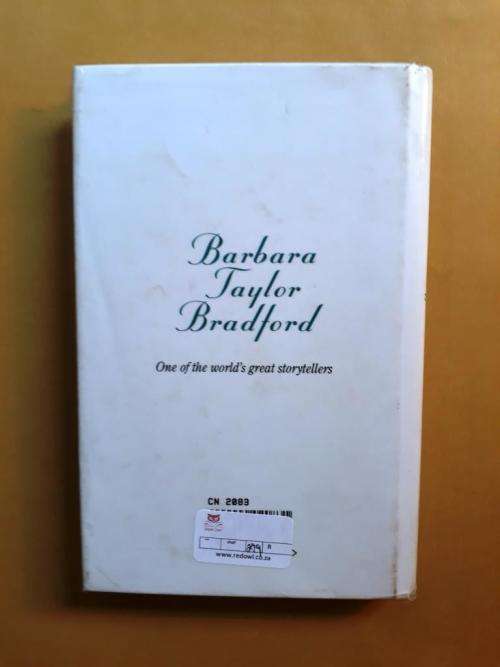 Barbara
Taylor
Bradford
One of the world's great storytellers
CN 2083
R
www.redowl.co.za